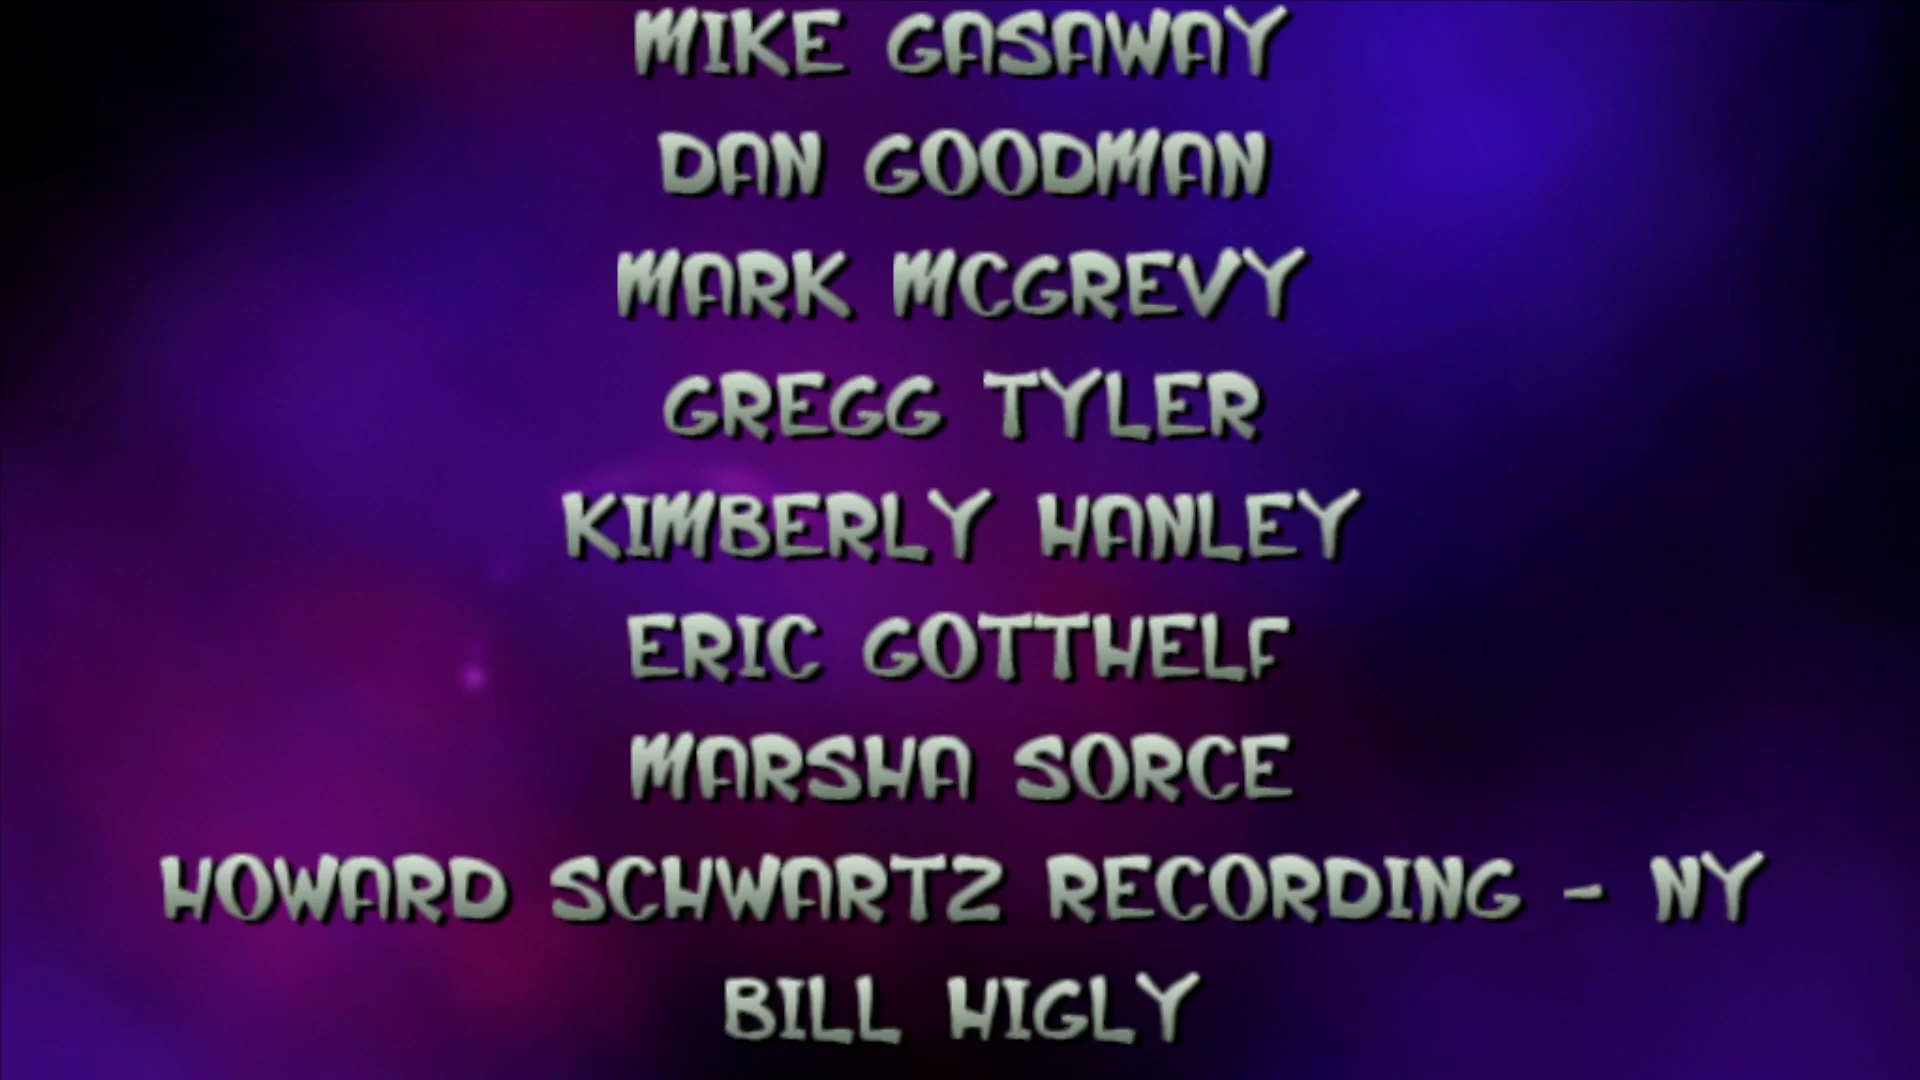 MIKE GASAWAY
DAN GOODMAN
MARK MCGREVY
GREGG TYLER
KIMBERLY HANLEY
ERIC GOTTHELF
MARSHA SORCE
HOWARD SCHWARTZ RECORDING - NY
BILL HIGLY